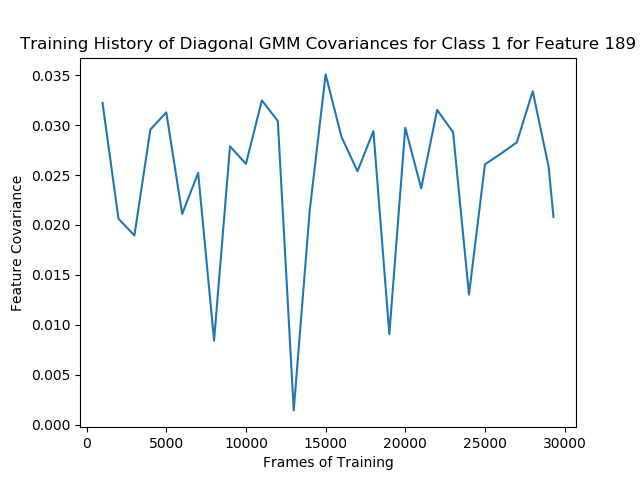 Training History of Diagonal GMM Covariances for Class 1 for Feature 189
0.035
0.030
0.025
0.020
0.015
0.010
0.005
0.000
Feature Covariance
0 5000 10000 15000 20000 25000 30000
Frames of Training